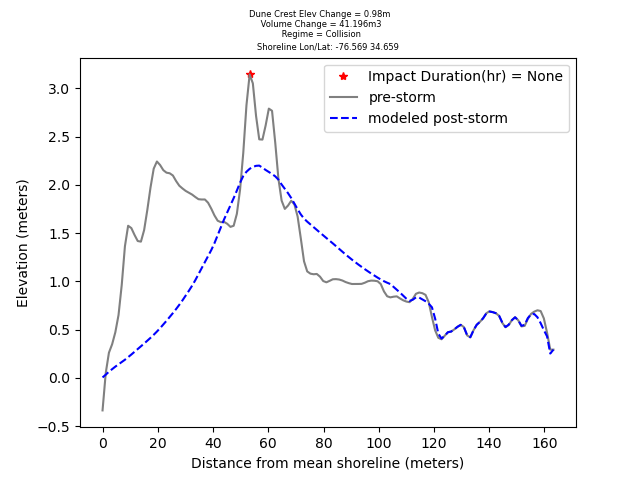 Dune Crest Elev Change = 0.98m
Volume Change = 41.196m3
Regime = Collision
Shoreline Lon/Lat: -76.569 34.659
Impact Duration(hr) = None
pre-storm
modeled post-storm
Elevation (meters)
3.0
2.5
2.0
1.5
1.0
0.5
0.0
−0.5
0 20 40 60 80 100 120 140 160
Distance from mean shoreline (meters)